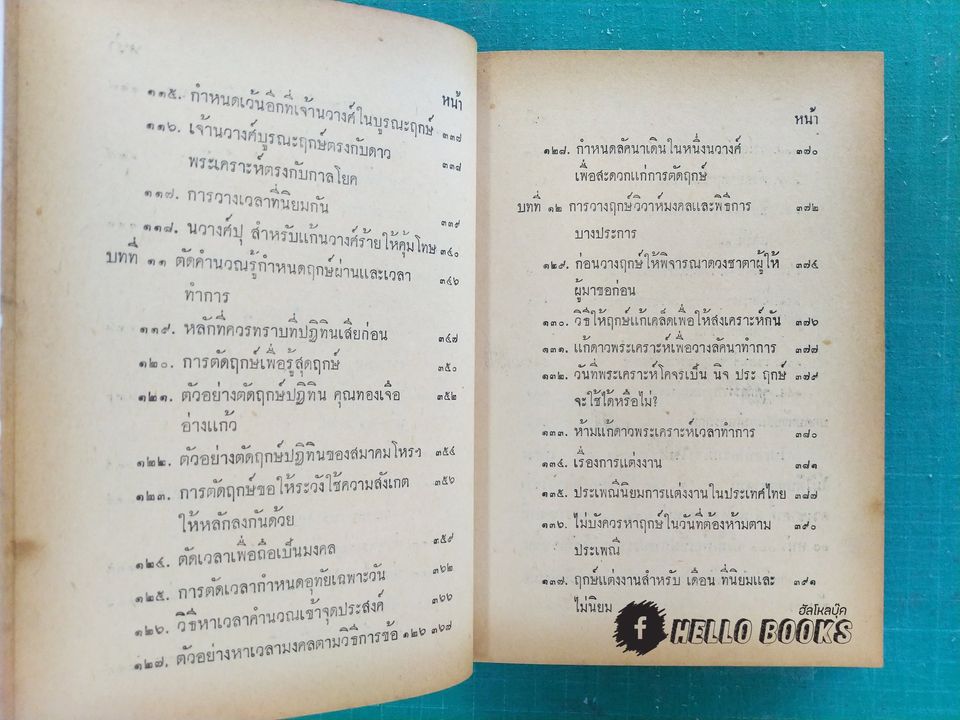 หน้า
๑๑๕. กำหนดเว้นอีกที่เจ้านวางศ์ในบูรณะฤกษ์ ๓๓๗
๑๑๖. เจ้านวางศ์บูรณะฤกษ์ตรงกับดาว ๓๓๘
พระเคราะห์ตรงกับกาลโยค
๑๑๗. การวางเวลาที่นิยมกัน ๓๓๙
๑๑๘. นวางศ์ปุ สำหรับแก้นวางศ์ร้ายให้คุ้มโทษ ๓๔๐
บทที่ ๑๑ ตัดคำนวณรู้กำหนดฤกษ์ผ่านและเวลา ๓๔๖
ทำการ
๑๑๙. หลักที่ควรทราบที่ปฏิทินเสียก่อน ๓๔๗
๑๒๐. การตัดฤกษ์เพื่อรู้สุดฤกษ์ ๓๕๐
๑๒๑. ตัวอย่างตัดฤกษ์ปฏิทิน คุณทองเจือ ๓๕๒
อ่างแก้ว
๑๒๒. ตัวอย่างตัดฤกษ์ปฏิทินของสมาคมโหรฯ ๓๕๔
๑๒๓. การตัดฤกษ์ขอให้ระวังใช้ความสังเกต ๓๕๖
ให้หลักลงกันด้วย
๑๒๔. ตัดเวลาเพื่อถือเป็นมงคล ๓๕๙
๑๒๕. การตัดเวลากำหนดอุทัยเฉพาะวัน ๓๖๒
๑๒๖. วิธีหาเวลาคำนวณเข้าจุดประสงค์ ๓๖๖
๑๒๗. ตัวอย่างหาเวลามงคลตามวิธีการข้อ ๑๒๖ ๓๖๘
หน้า
๑๒๘. กำหนดลัคนาเดินในหนึ่งนวางศ์ ๓๗๐
เพื่อสะดวกแก่การตัดฤกษ์
บทที่ ๑๒ การวางฤกษ์วิวาห์มงคลและพิธีการ ๓๗๒
บางประการ
๑๒๙. ก่อนวางฤกษ์ให้พิจารณาดวงชาตาผู้ให้ ๓๗๔
ผู้มาขอก่อน
๑๓๐. วิธีให้ฤกษ์แก้เคล็ดเพื่อให้สงเคราะห์กัน ๓๗๖
๑๓๑. แก้ดาวพระเคราะห์เพื่อวางลัคนาทำการ ๓๗๗
๑๓๒. วันที่พระเคราะห์โคจรเป็น นิจ ประ ฤกษ์ ๓๗๙
จะใช้ได้หรือไม่?
๑๓๓. ห้ามแก้ดาวพระเคราะห์เวลาทำการ ๓๘๐
๑๓๔. เรื่องการแต่งงาน ๓๘๑
๑๓๕. ประเพณีนิยมการแต่งงานในประเทศไทย ๓๘๗
๑๓๖. ไม่บังควรหาฤกษ์ในวันที่ต้องห้ามตาม ๓๙๐
ประเพณี
๑๓๗. ฤกษ์แต่งงานสำหรับ เดือน ที่นิยมและ ๓๙๑
ไม่นิยม
ฮัลโหลบุ๊ค
f HELLO BOOKS